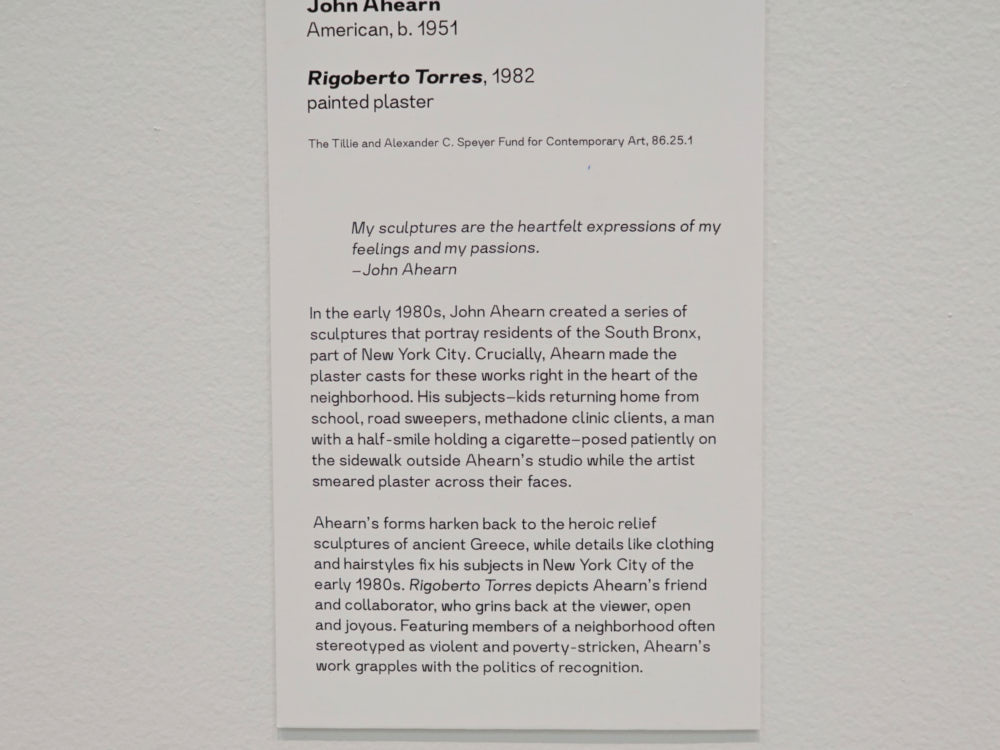 John Ahearn
American, b. 1951
Rigoberto Torres, 1982
painted plaster
The Tillie and Alexander C. Speyer Fund for Contemporary Art, 86.25.1
My sculptures are the heartfelt expressions of my
feelings and my passions.
–John Ahearn
In the early 1980s, John Ahearn created a series of
sculptures that portray residents of the South Bronx,
part of New York City. Crucially, Ahearn made the
plaster casts for these works right in the heart of the
neighborhood. His subjects–kids returning home from
school, road sweepers, methadone clinic clients, a man
with a half-smile holding a cigarette–posed patiently on
the sidewalk outside Ahearn's studio while the artist
smeared plaster across their faces.
Ahearn's forms harken back to the heroic relief
sculptures of ancient Greece, while details like clothing
and hairstyles fix his subjects in New York City of the
early 1980s. Rigoberto Torres depicts Ahearn's friend
and collaborator, who grins back at the viewer, open
and joyous. Featuring members of a neighborhood often
stereotyped as violent and poverty-stricken, Ahearn's
work grapples with the politics of recognition.